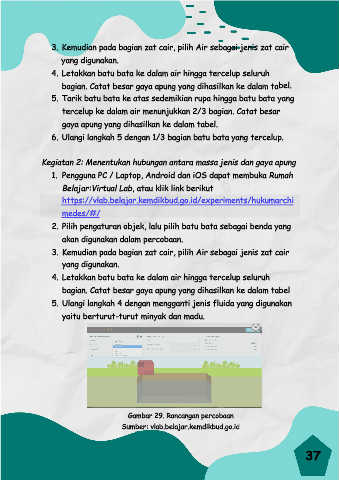 3. Kemudian pada bagian zat cair, pilih Air sebagai jenis zat cair
yang digunakan.
4. Letakkan batu bata ke dalam air hingga tercelup seluruh
bagian. Catat besar gaya apung yang dihasilkan ke dalam tabel.
5. Tarik batu bata ke atas sedemikian rupa hingga batu bata yang
tercelup ke dalam air menunjukkan 2/3 bagian. Catat besar
gaya apung yang dihasilkan ke dalam tabel.
6. Ulangi langkah 5 dengan 1/3 bagian batu bata yang tercelup.
Kegiatan 2: Menentukan hubungan antara massa jenis dan gaya apung
1. Pengguna PC / Laptop, Android dan iOS dapat membuka Rumah
Belajar:Virtual Lab, atau klik link berikut
https://vlab.belajar.kemdikbud.go.id/experiments/hukumarchi
medes/#/
2. Pilih pengaturan objek, lalu pilih batu bata sebagai benda yang
akan digunakan dalam percobaan.
3. Kemudian pada bagian zat cair, pilih Air sebagai jenis zat cair
yang digunakan.
4. Letakkan batu bata ke dalam air hingga tercelup seluruh
bagian. Catat besar gaya apung yang dihasilkan ke dalam tabel
5. Ulangi langkah 4 dengan mengganti jenis fluida yang digunakan
yaitu berturut-turut minyak dan madu.
Gambar 29. Rancangan percobaan
Sumber: vlab.belajar.kemdikbud.go.id
37